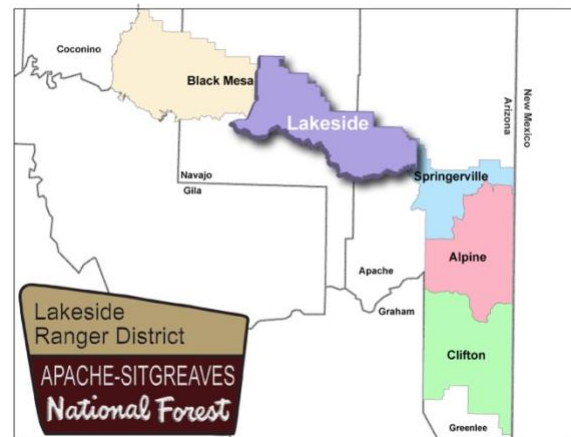 Coconino
Black Mesa
Lakeside
New Mexico
Arizona
Springerville
Navajo
Gila
Alpine
Apache
Graham
Clifton
Greenlee
Lakeside
Ranger District
APACHE-SITGREAVES
National Forest